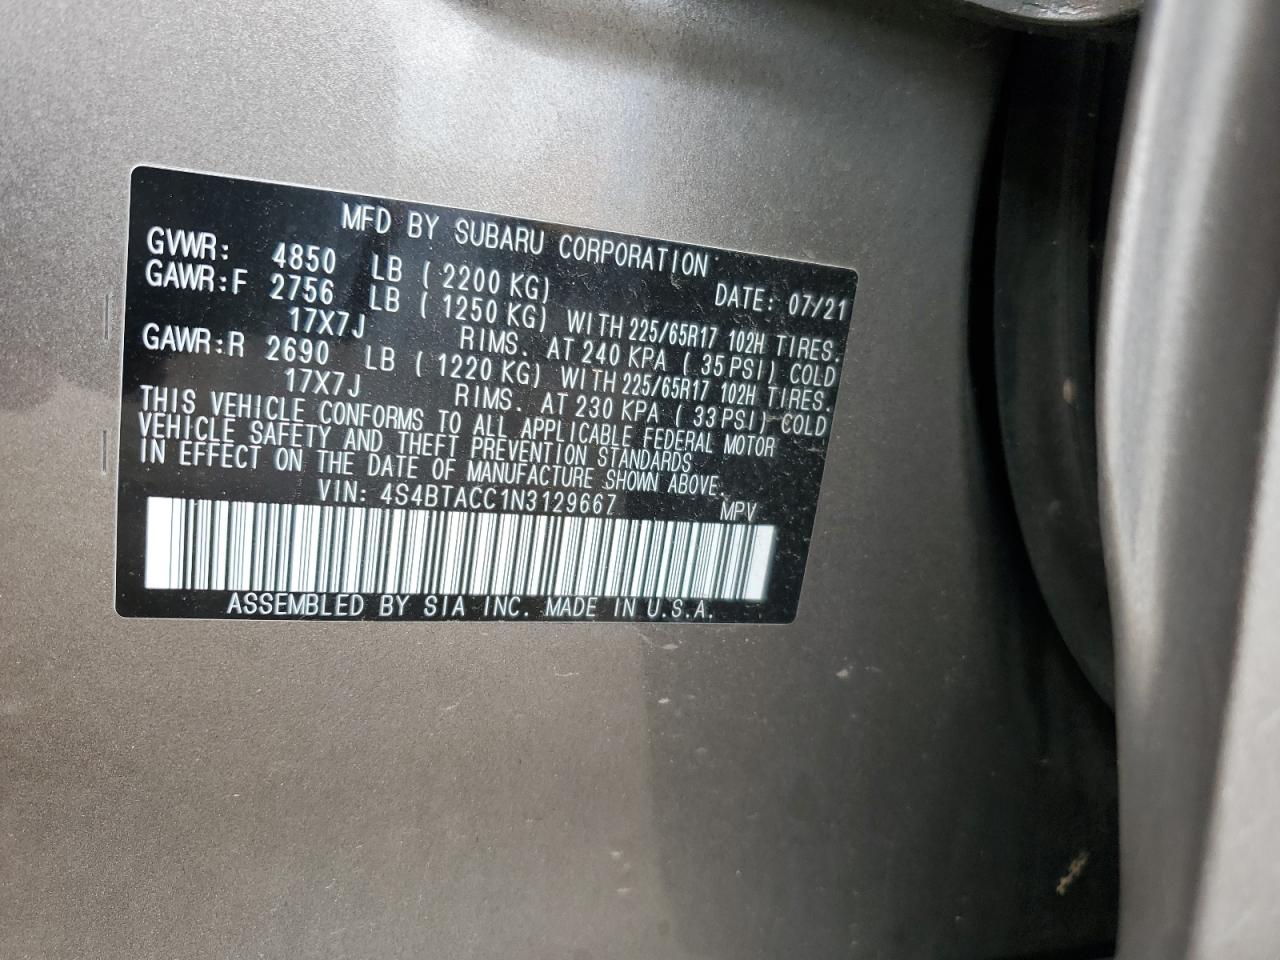 MFD BY SUBARU CORPORATION
GVWR: 4850 LB ( 2200 KG) DATE: 07/21
GAWR:F 2756 LB ( 1250 KG) WITH 225/65R17 102H TIRES.
17X7J RIMS. AT 240 KPA ( 35 PSI) COLD
GAWR:R 2690 LB ( 1220 KG) WITH 225/65R17 102H TIRES.
17X7J RIMS. AT 230 KPA ( 33 PSI) COLD
THIS VEHICLE CONFORMS TO ALL APPLICABLE FEDERAL MOTOR
VEHICLE SAFETY AND THEFT PREVENTION STANDARDS
IN EFFECT ON THE DATE OF MANUFACTURE SHOWN ABOVE.
VIN: 4S4BTACC1N3129667 MPV
ASSEMBLED BY SIA INC. MADE IN U.S.A.